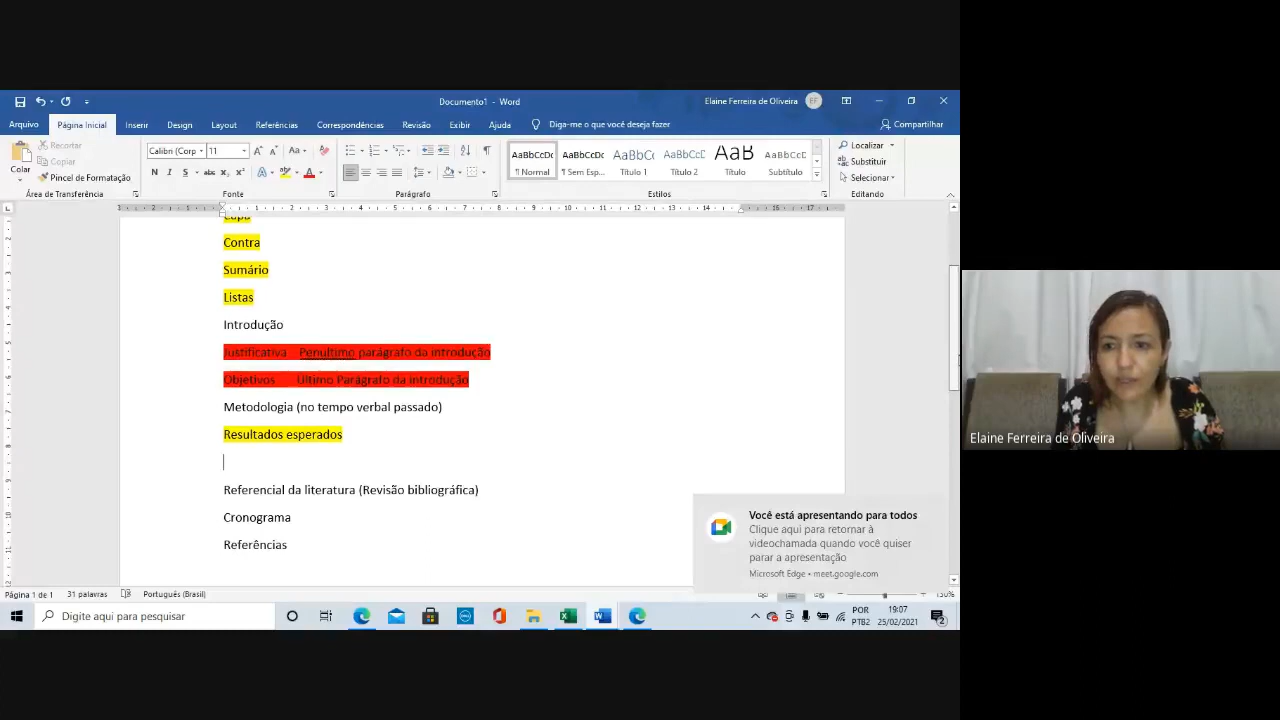 Documento1 - Word
Elaine Ferreira de Oliveira
EF
Arquivo
Página Inicial
Inserir
Design
Layout
Referências
Correspondências
Revisão
Exibir
Ajuda
Diga-me o que você deseja fazer
Compartilhar
Colar
Recortar
Copiar
Pincel de Formatação
Área de Transferência
Calibri (Corp
11
Fonte
Parágrafo
AaBbCcDc
¶ Normal
AaBbCcDc
¶ Sem Esp...
AaBbCc
Título 1
AaBbCcD
Título 2
AaB
Título
AaBbCcD
Subtítulo
Estilos
Localizar
Substituir
Selecionar
Editando
Capa
Contra
Sumário
Listas
Introdução
Justificativa Penultimo parágrafo da introdução
Objetivos Ultimo Parágrafo da introdução
Metodologia (no tempo verbal passado)
Resultados esperados
Referencial da literatura (Revisão bibliográfica)
Cronograma
Referências
Você está apresentando para todos
Clique aqui para retornar à
videochamada quando você quiser
parar a apresentação
Microsoft Edge • meet.google.com
Página 1 de 1
31 palavras
Português (Brasil)
130%
Digite aqui para pesquisar
POR
PTB2
19:07
25/02/2021
2
Elaine Ferreira de Oliveira